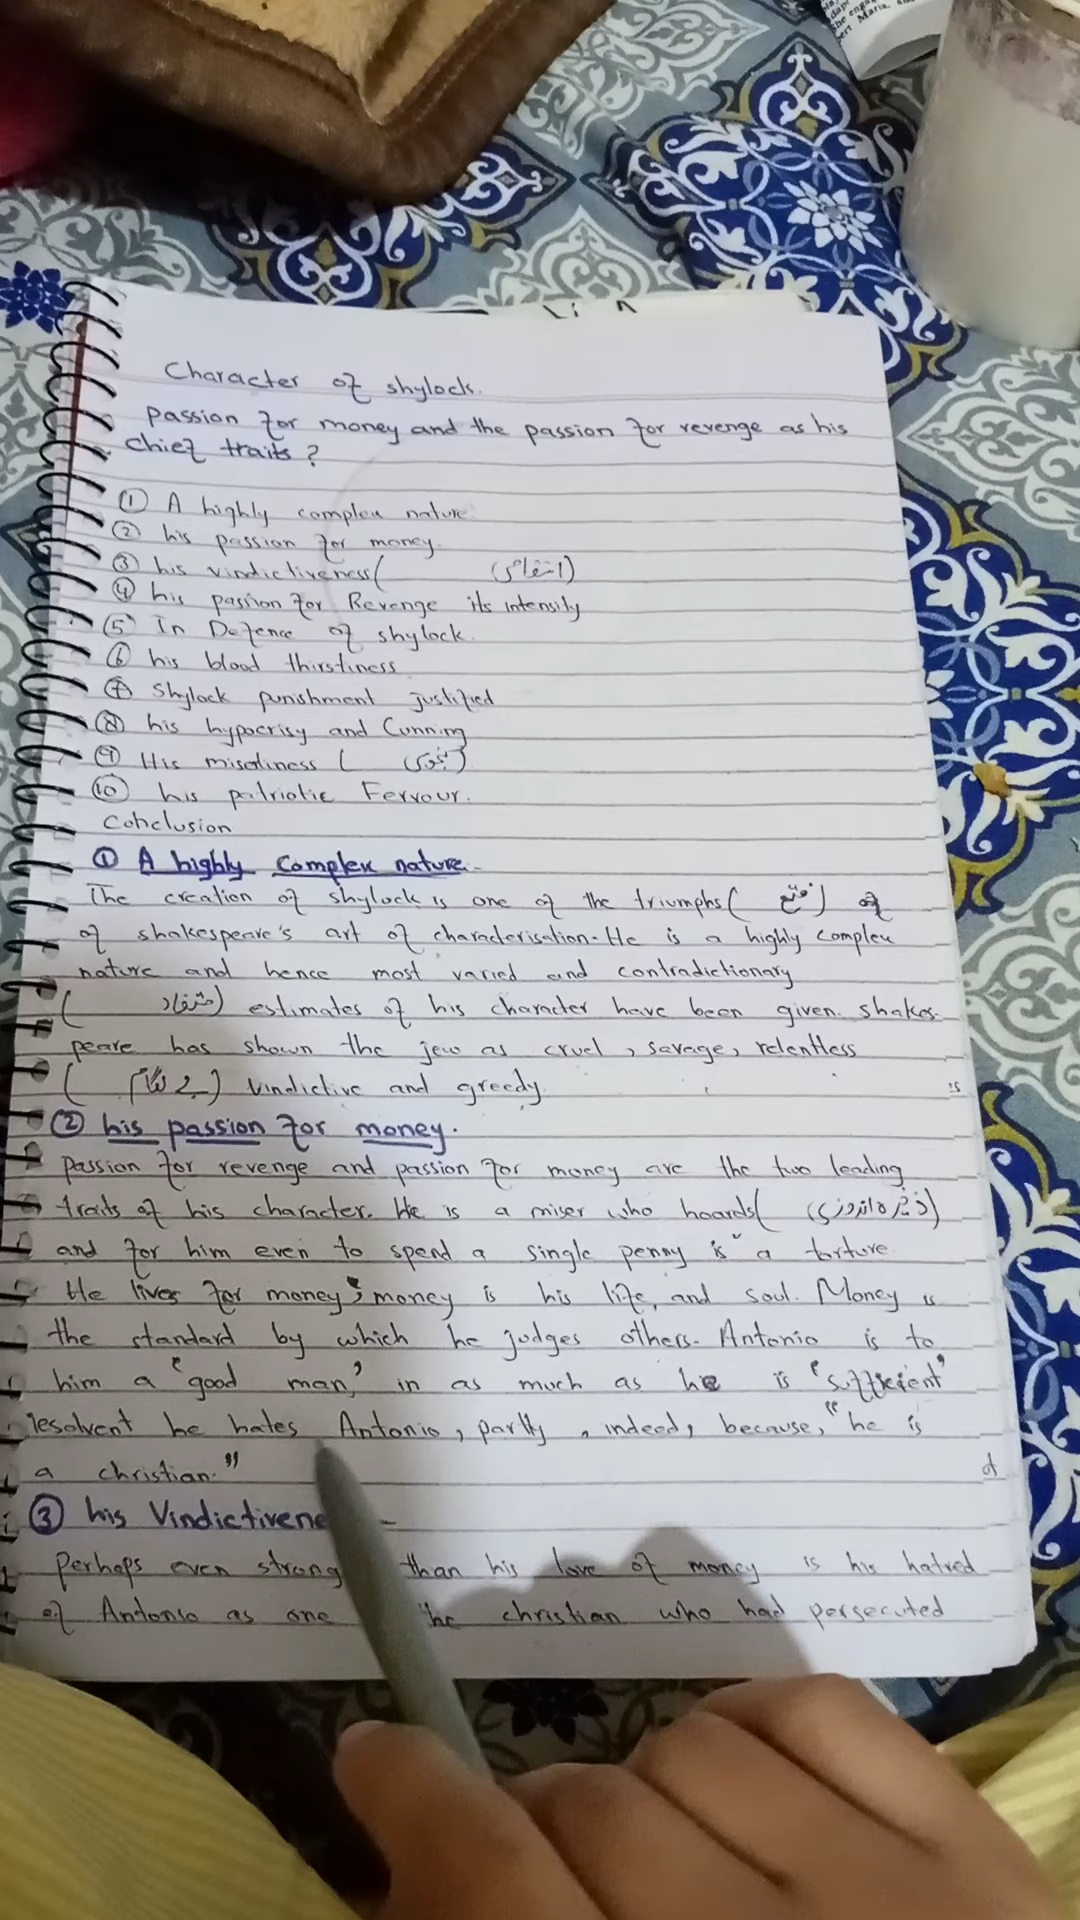 Character of shylock.
passion for money and the passion for revenge as his
chief traits?
① A highly complex nature.
② his passion for money.
③ his vindictiveness( انتقامی)
④ his passion for Revenge its intensity
⑤ In Defence of shylock.
⑥ his blood thirstiness
⑦ Shylock punishment justified
⑧ his hypocrisy and Cunning
⑨ His miserliness ( کنجوسی)
⑩ his patriotic Fervour.
Conclusion
① A highly Complex nature.
The creation of shylock is one of the triumphs( فتح) of
of shakespeare's art of characterisation. He is a highly complex
nature and hence most varied and contradictionary
( متضاد) estimates of his character have been given. shakes-
peare has shown the jew as cruel, savage, relentless
( بے لگام) vindictive and greedy.
② his passion for money.
passion for revenge and passion for money are the two leading
traits of his character. He is a miser who hoards( ذخیرہ اندوزی)
and for him even to spend a single penny is a torture
He lives for money; money is his life, and soul. Money is
the standard by which he judges others. Antonio is to
him a "good man," in as much as he is "sufficient"
he hates Antonio, partly, indeed, because, "he is
a christian."
③ his Vindictivene
perhaps even strong than his love of money is his hatred
of Antonio as one the christian who had persecuted